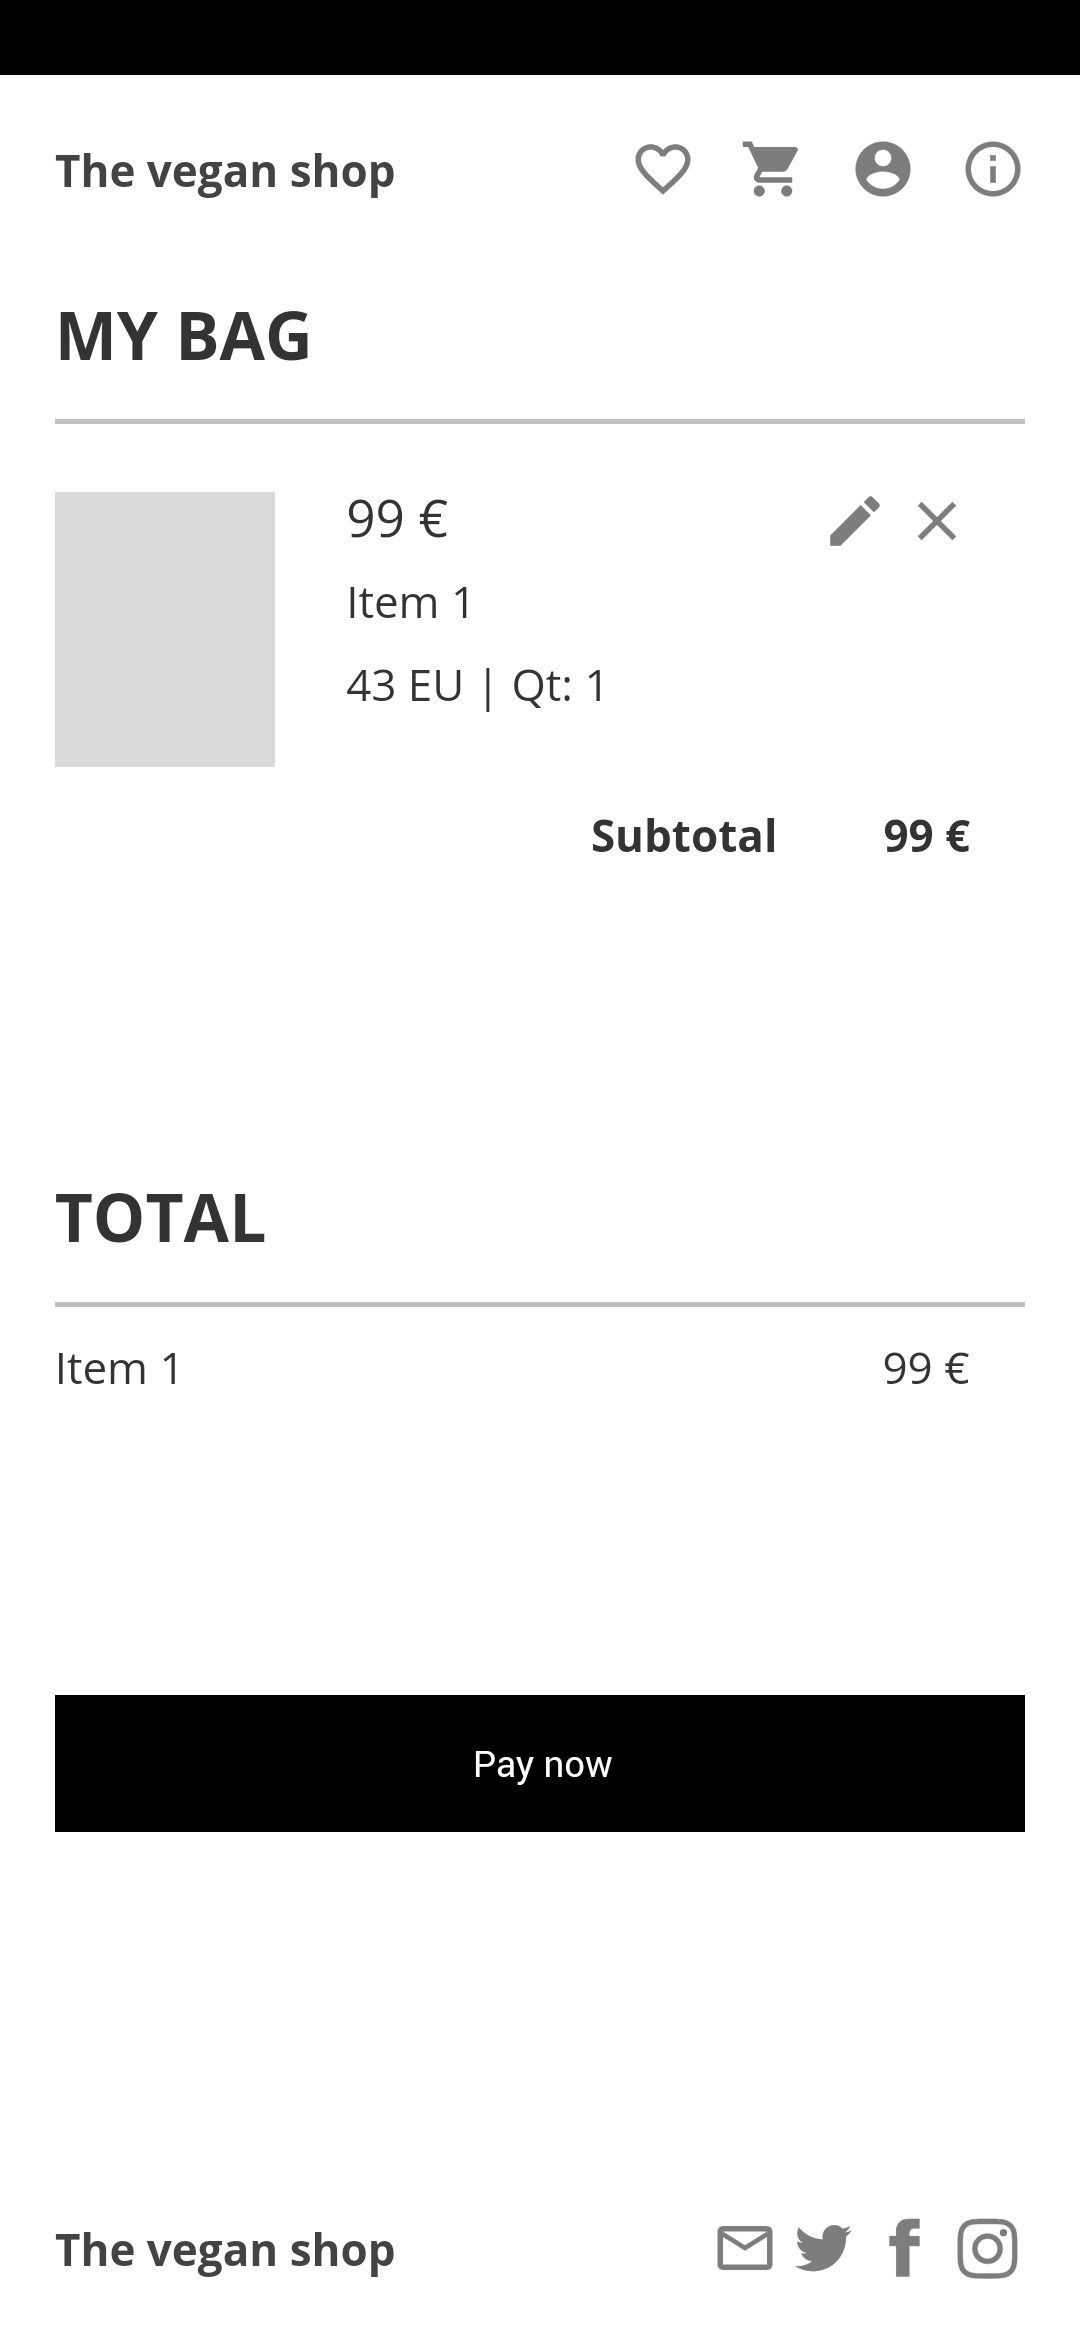 The vegan shop
MY BAG
99 €
Item 1
43 EU | Qt: 1
Subtotal 99 €
TOTAL
Item 1 99 €
Pay now
The vegan shop